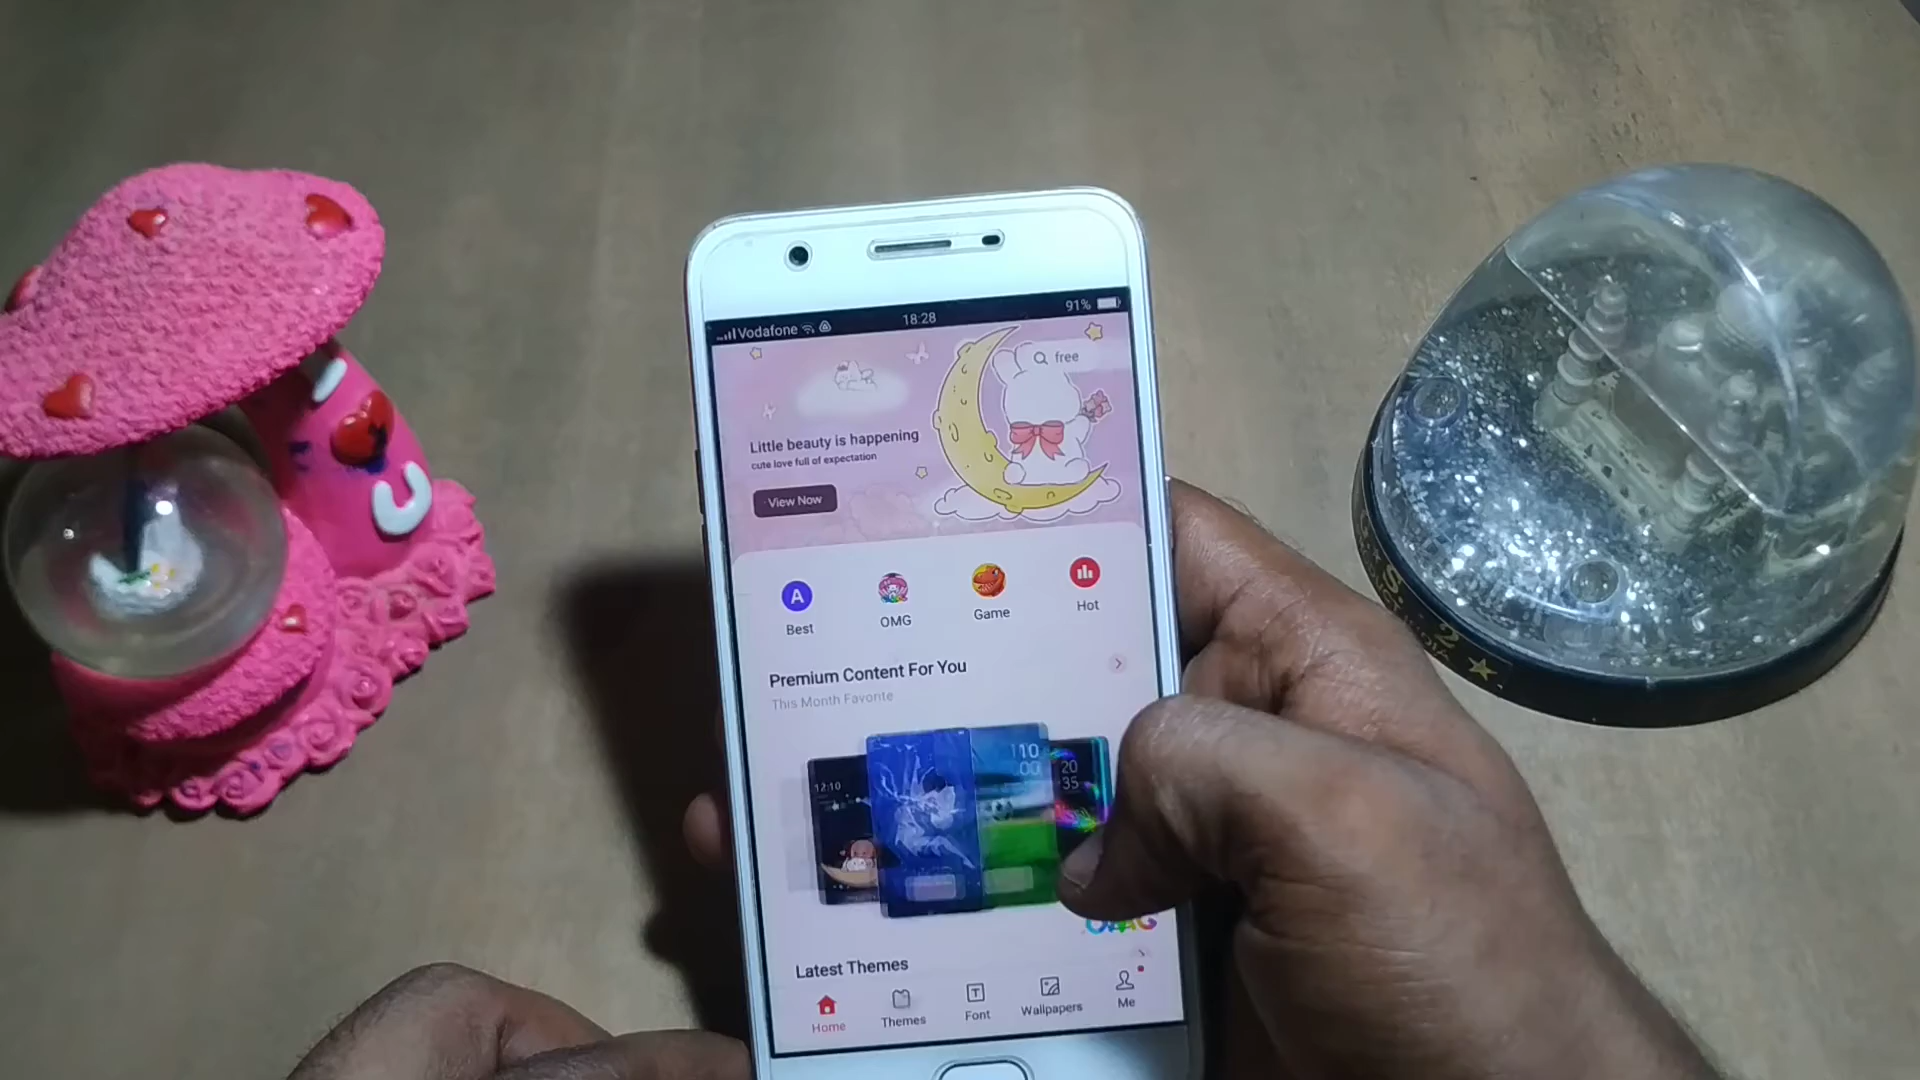 Vodafone
18:28
91%
free
Little beauty is happening
cute love full of expectation
View Now
Best
OMG
Game
Hot
Premium Content For You
This Month Favorite
12:10
110
00
20
35
Latest Themes
Home
Themes
Font
Wallpapers
Me